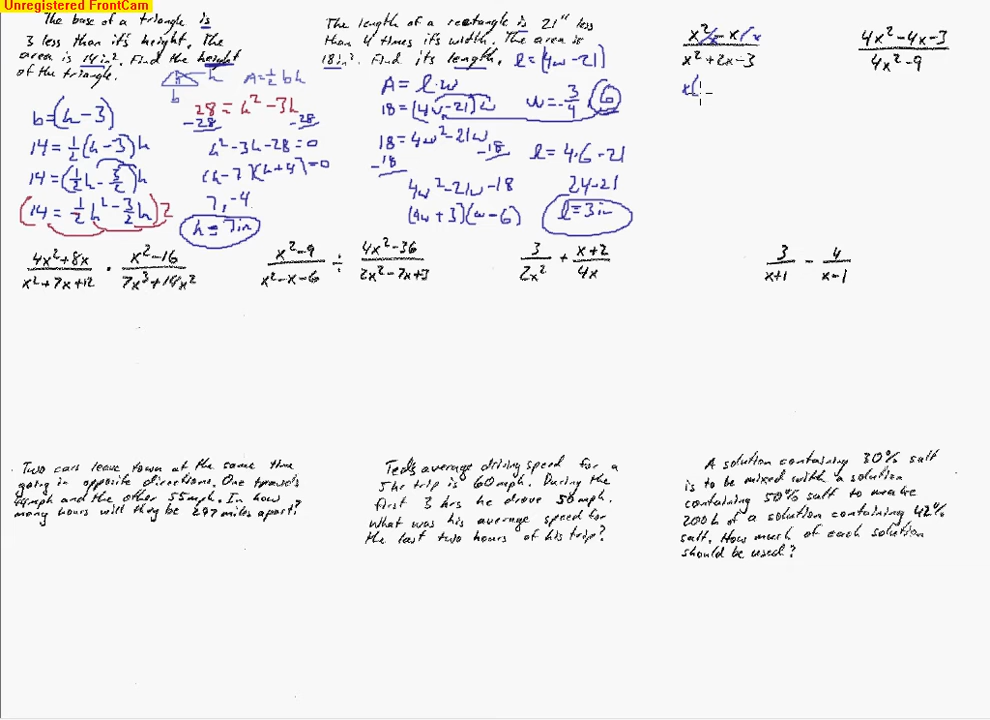 Unregistered FrontCam
The base of a triangle is
3 less than it's height. The
area is 14in². Find the height
of the triangle.
h
b
A=½bh
b=(h-3)
14=½(h-3)h
14=(½h-3/2)h
(14=½h²-3/2h)2
28=h²-3h
-28 -28
h²-3h-28=0
(h-7)(h+4)=0
7,-4
h=7in
The length of a rectangle is 21" less
than 4 times it's width. The area is
18in². Find its length. l=(4w-21)
A=l·w
18=(4w-21)w
18=4w²-21w
-18 -18
4w²-21w-18
(4w+3)(w-6)
w=-3/4, 6
l=4·6-21
24-21
l=3in
x²-x
x²+2x-3
x(
4x²-4x-3
4x²-9
4x²+8x · x²-16
x²+7x+12 7x³+14x²
x²-9 ÷ 4x²-36
x²-x-6 2x²-7x+3
3 + x+2
2x² 4x
3 - 4
x+1 x-1
Two cars leave town at the same time
going in opposite directions. One travels
44mph and the other 55mph. In how
many hours will they be 297 miles apart?
Ted's average driving speed for a
5hr trip is 60mph. During the
first 3 hrs he drove 50mph.
What was his average speed for
the last two hours of his trip?
A solution containing 30% salt
is to be mixed with a solution
containing 50% salt to make
200L of a solution containing 42%
salt. How much of each solution
should be used?